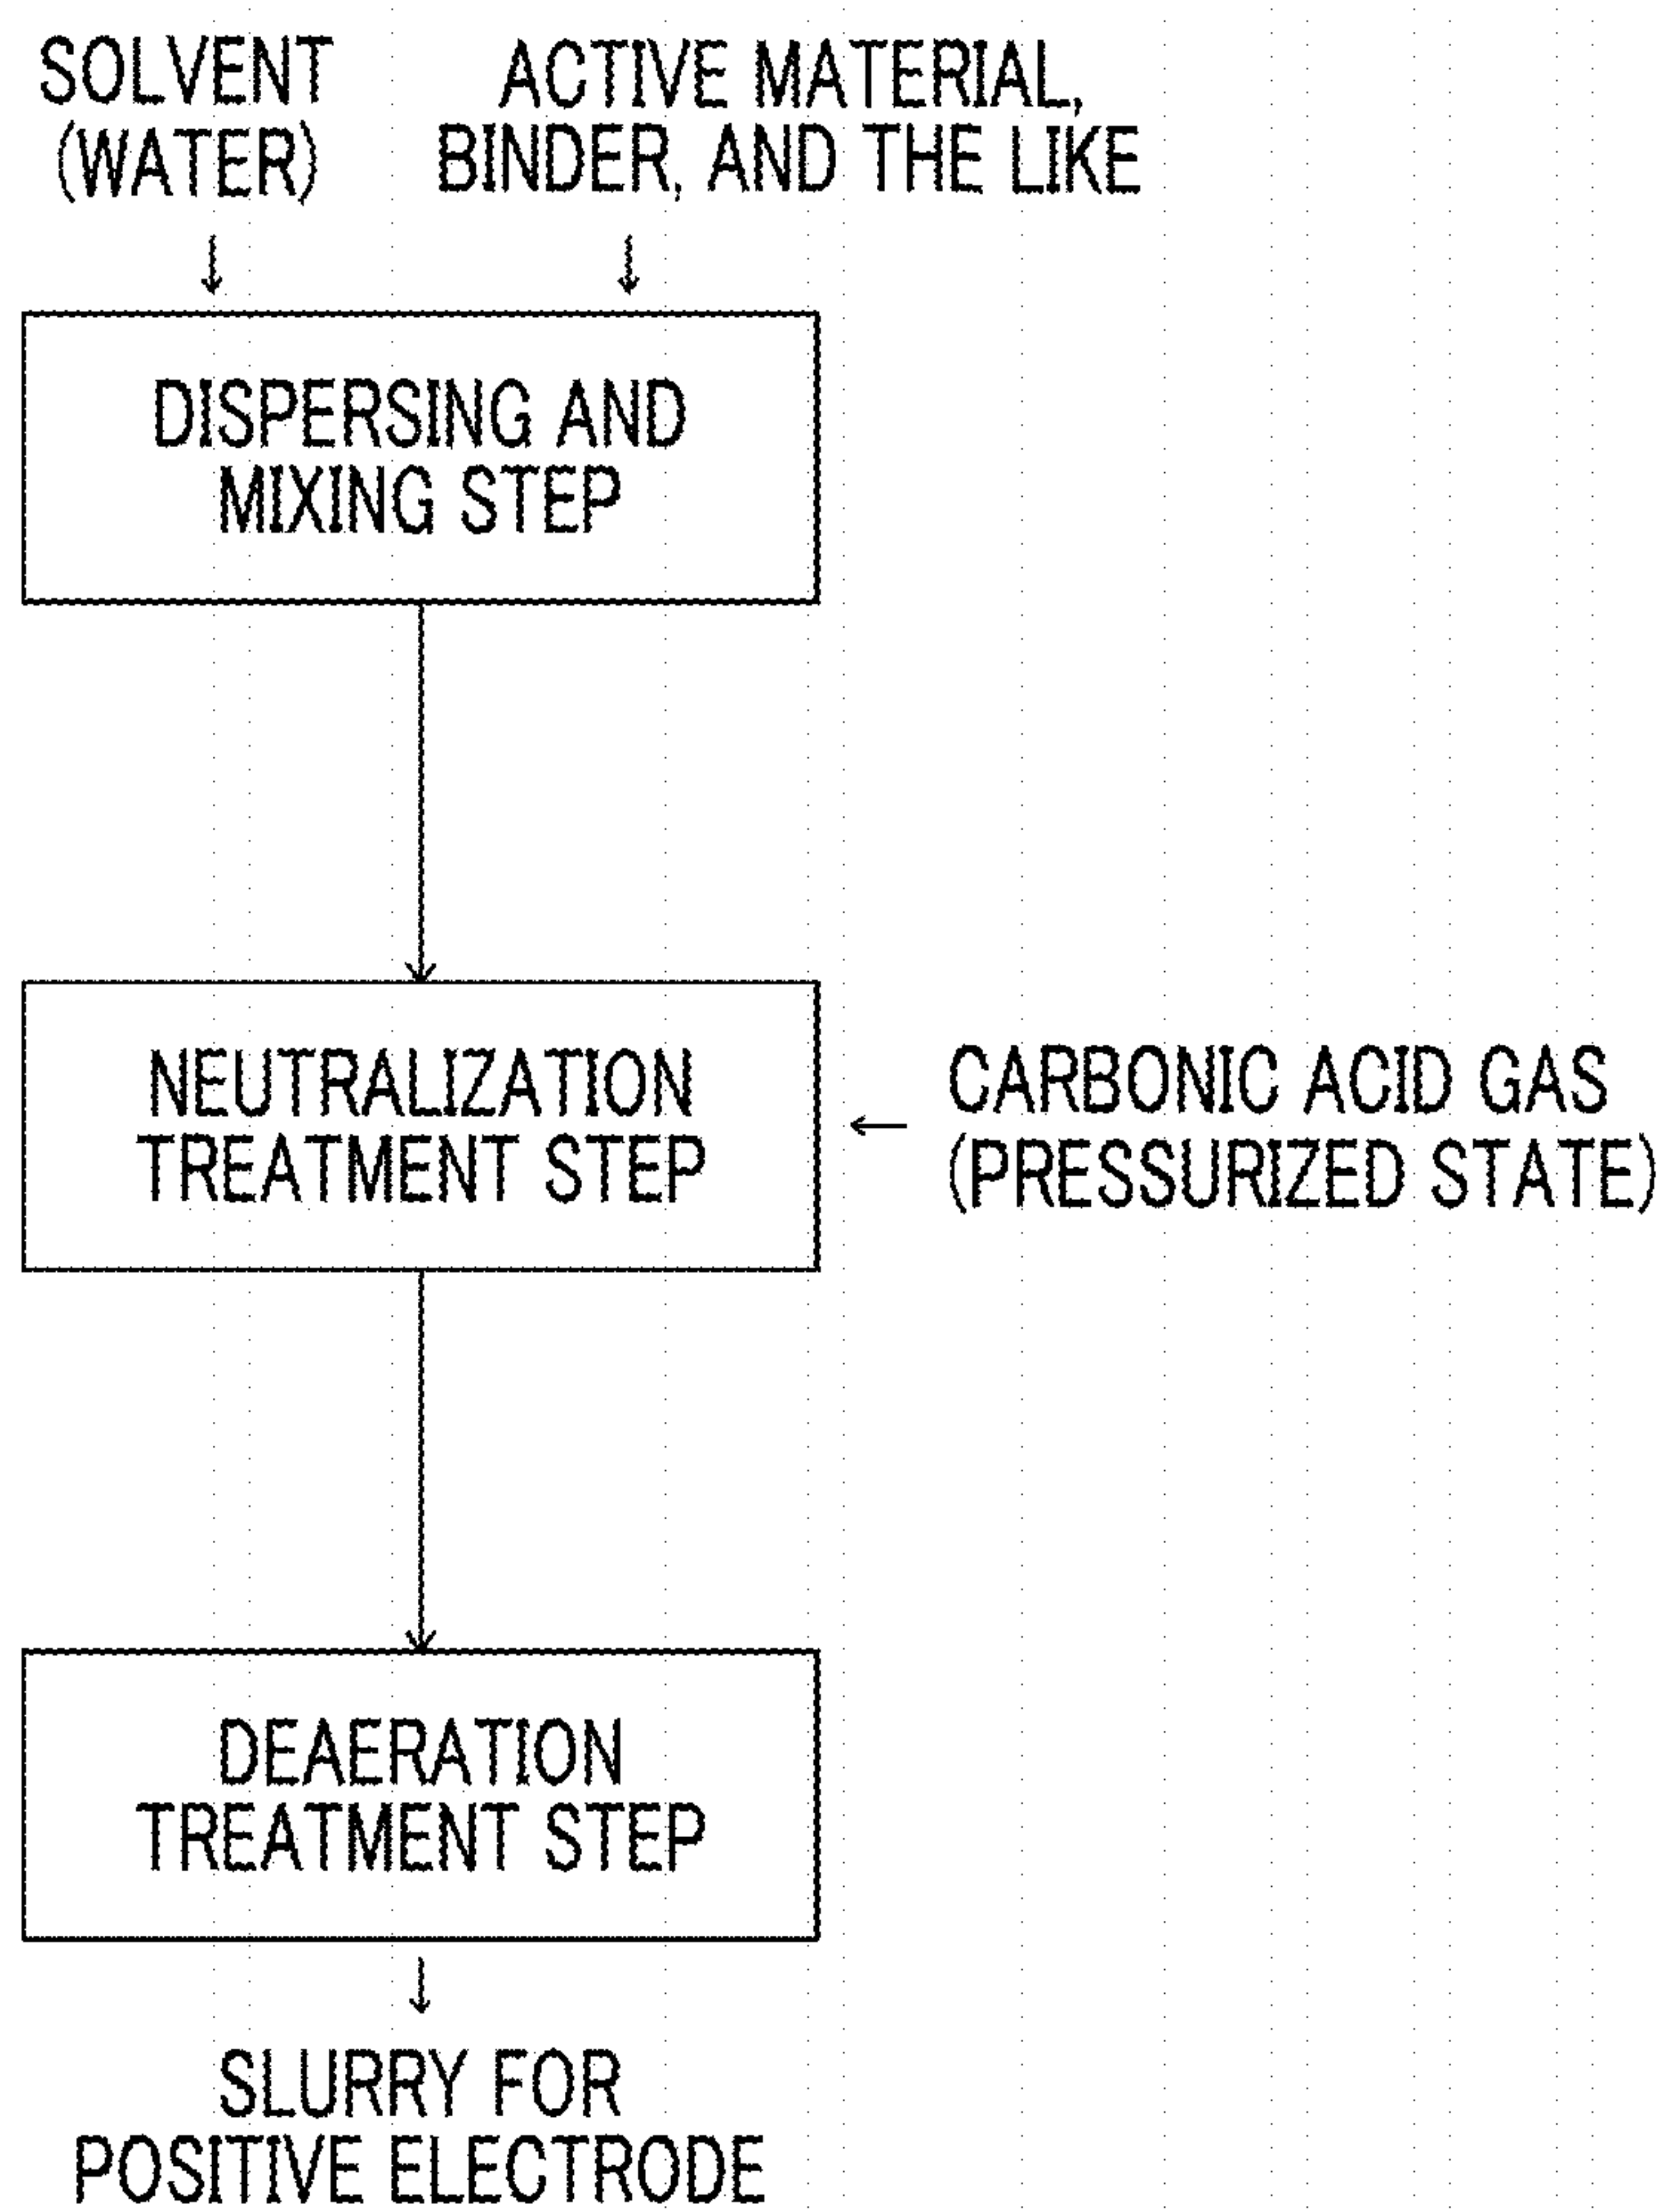 SOLVENT
(WATER)
ACTIVE MATERIAL,
BINDER, AND THE LIKE
DISPERSING AND
MIXING STEP
NEUTRALIZATION
TREATMENT STEP
CARBONIC ACID GAS
(PRESSURIZED STATE)
DEAERATION
TREATMENT STEP
SLURRY FOR
POSITIVE ELECTRODE